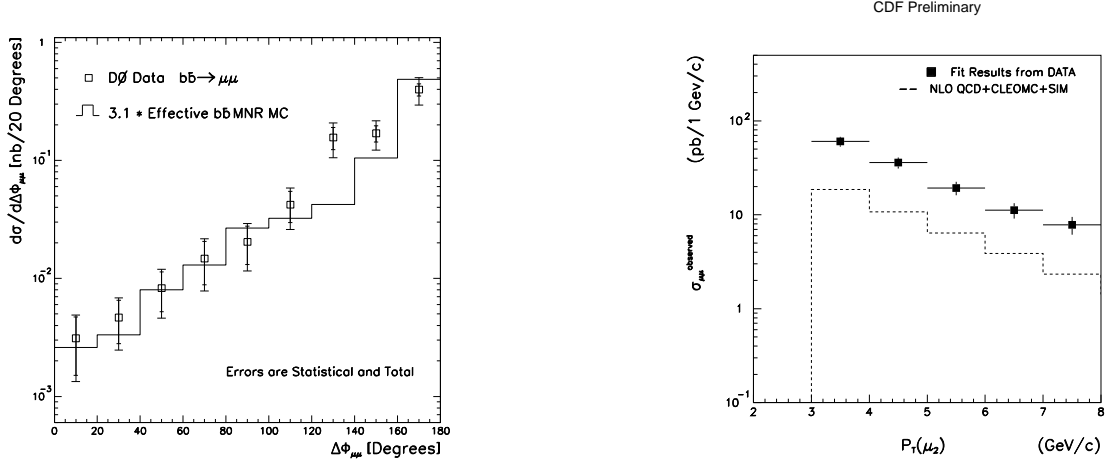 CDF Preliminary
1
10⁻¹
10⁻²
10⁻³
dσ/dΔΦμμ [nb/20 Degrees]
DØ Data bb̄→μμ
3.1 * Effective bb̄ MNR MC
Errors are Statistical and Total
0 20 40 60 80 100 120 140 160 180
ΔΦμμ [Degrees]
(pb/1 GeV/c)
σμμ observed
10²
10
1
10⁻¹
Fit Results from DATA
NLO QCD+CLEOMC+SIM
2 3 4 5 6 7 8
PT(μ2) (GeV/c)